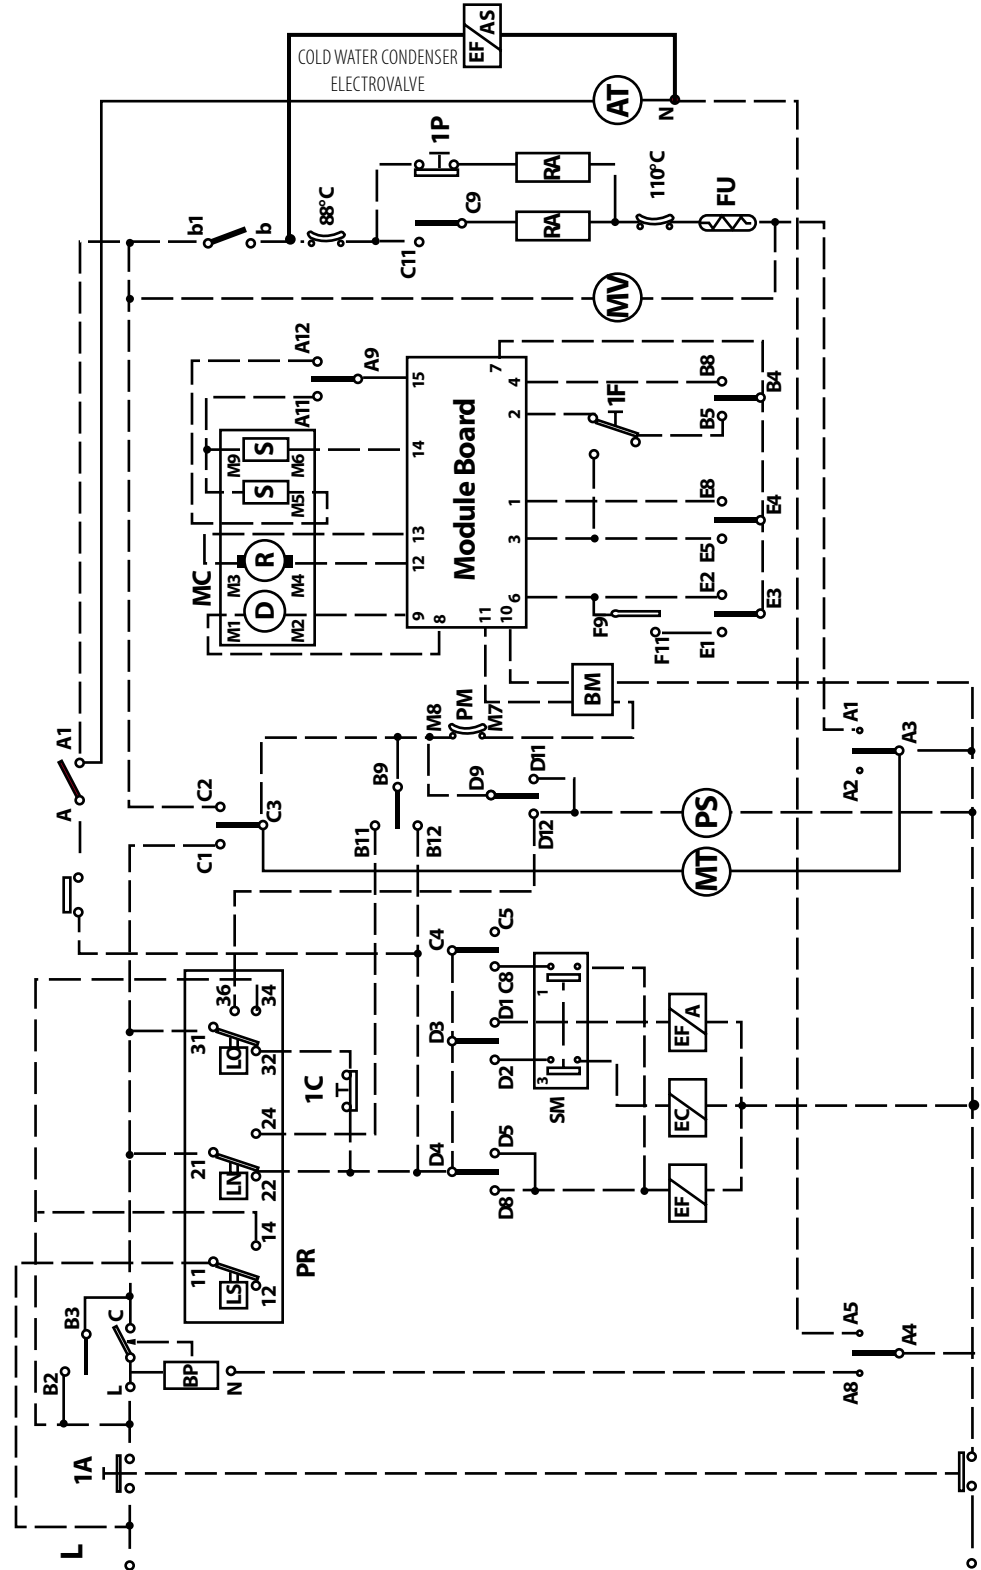 EF AS
COLD WATER CONDENSER
ELECTROVALVE
AT
N
1P
RA
RA
88°C
C9
C11
110°C
FU
b1
b
MV
A12
A9
A11
15
14
13
12
9
8
7
4
2
1
3
6
11
10
Module Board
MC
M9
S
M6
S
M5
R
M3
M4
D
M1
M2
1F
B8
B4
B5
E8
E4
E5
E2
E3
E1
F9
F11
BM
A1
A
C2
C3
C1
M8
PM
M7
B9
D9
D11
B11
B12
D12
PS
MT
A1
A3
A2
36
34
31
LO
32
1C
24
21
LN
22
14
11
LS
12
PR
C4
C5
C8
D3
D1
D2
D4
D5
D8
1
3
SM
EF A
EC
EF
B3
C
B2
L
BP
N
A5
A4
A8
1A
L